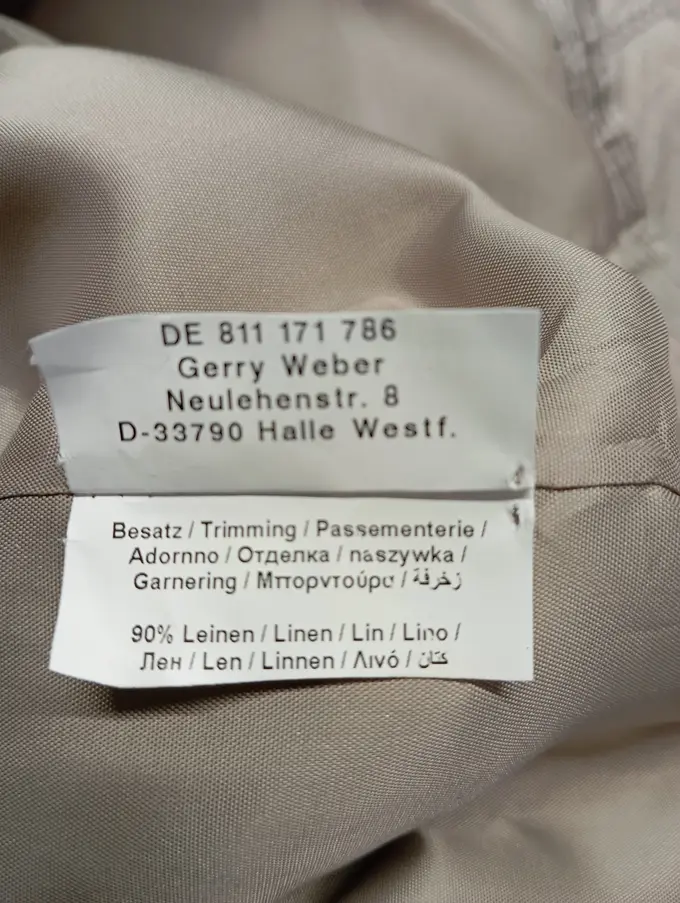 DE 811 171 786
Gerry Weber
Neulehenstr. 8
D-33790 Halle Westf.
Besatz / Trimming / Passementerie /
Adornno / Отделка / naszywka /
Garnering / Μπορντούρα / زخرفة /
90% Leinen / Linen / Lin / Lino /
Лен / Len / Linnen / Λινό / كتان